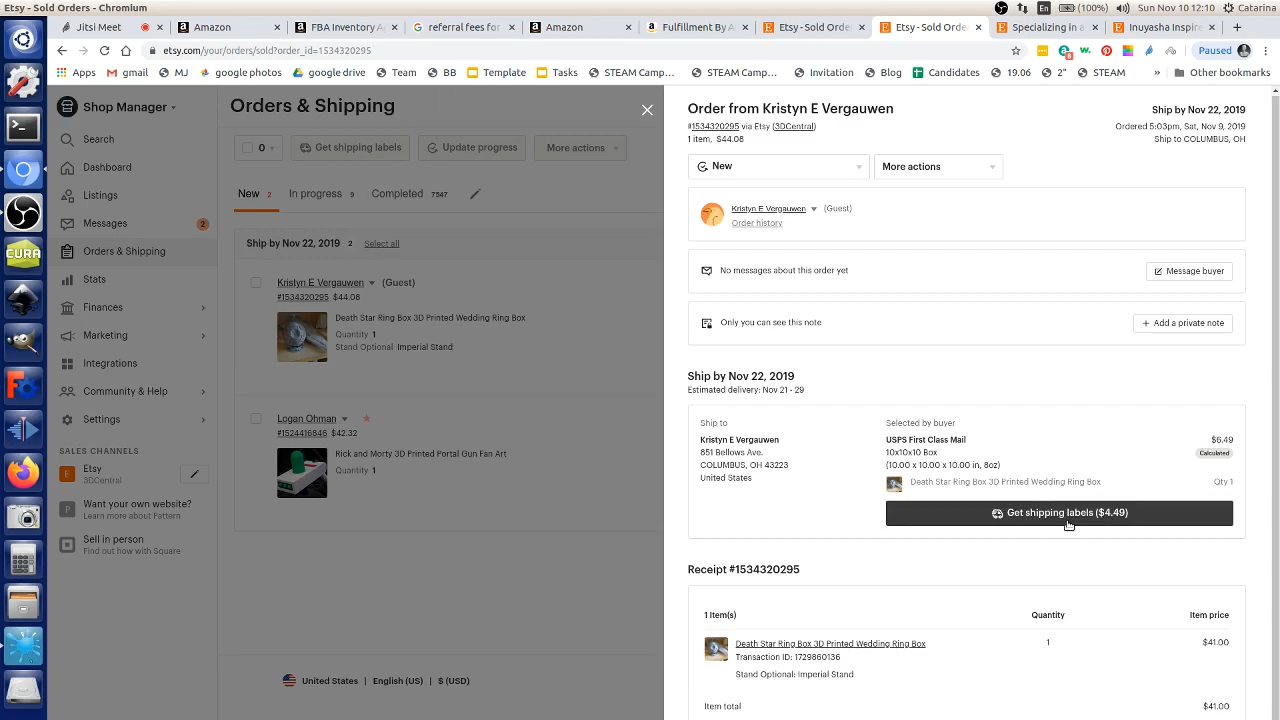 Etsy - Sold Orders - Chromium
En
(100%)
Sun Nov 10 12:10
Catarina
Jitsi Meet
Amazon
FBA Inventory A
referral fees for
Amazon
Fulfillment By A
Etsy - Sold Order
Etsy - Sold Order
Specializing in a
Inuyasha Inspire
etsy.com/your/orders/sold?order_id=1534320295
Paused
Apps
gmail
MJ
google photos
google drive
Team
BB
Template
Tasks
STEAM Camp...
STEAM Camp...
Invitation
Blog
Candidates
19.06
2"
STEAM
»
Other bookmarks
Shop Manager
Search
Dashboard
Listings
Messages
2
Orders & Shipping
Stats
Finances
Marketing
Integrations
Community & Help
Settings
SALES CHANNELS
Etsy
3DCentral
Want your own website?
Learn more about Pattern
Sell in person
Find out how with Square
Orders & Shipping
0
Get shipping labels
Update progress
More actions
New 2
In progress 9
Completed 7547
Ship by Nov 22, 2019 2 Select all
Kristyn E Vergauwen (Guest)
#1534320295 $44.08
Death Star Ring Box 3D Printed Wedding Ring Box
Quantity 1
Stand Optional Imperial Stand
Logan Ohman
#1524416846 $42.32
Rick and Morty 3D Printed Portal Gun Fan Art
Quantity 1
United States | English (US) | $ (USD)
Order from Kristyn E Vergauwen
#1534320295 via Etsy (3DCentral)
1 item, $44.08
Ship by Nov 22, 2019
Ordered 5:03pm, Sat, Nov 9, 2019
Ship to COLUMBUS, OH
New
More actions
Kristyn E Vergauwen (Guest)
Order history
No messages about this order yet
Message buyer
Only you can see this note
+ Add a private note
Ship by Nov 22, 2019
Estimated delivery: Nov 21 - 29
Ship to
Kristyn E Vergauwen
851 Bellows Ave.
COLUMBUS, OH 43223
United States
Selected by buyer
USPS First Class Mail
$6.49
10x10x10 Box
Calculated
(10.00 x 10.00 x 10.00 in, 8oz)
Death Star Ring Box 3D Printed Wedding Ring Box
Qty 1
Get shipping labels ($4.49)
Receipt #1534320295
1 Item(s)
Quantity
Item price
Death Star Ring Box 3D Printed Wedding Ring Box
1
$41.00
Transaction ID: 1729860136
Stand Optional: Imperial Stand
Item total
$41.00
CURA